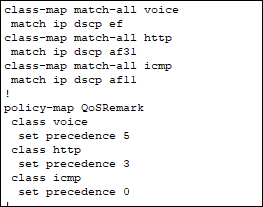 class-map match-all voice
 match ip dscp ef
class-map match-all http
 match ip dscp af31
class-map match-all icmp
 match ip dscp af11
!
policy-map QoSRemark
 class voice
  set precedence 5
 class http
  set precedence 3
 class icmp
  set precedence 0